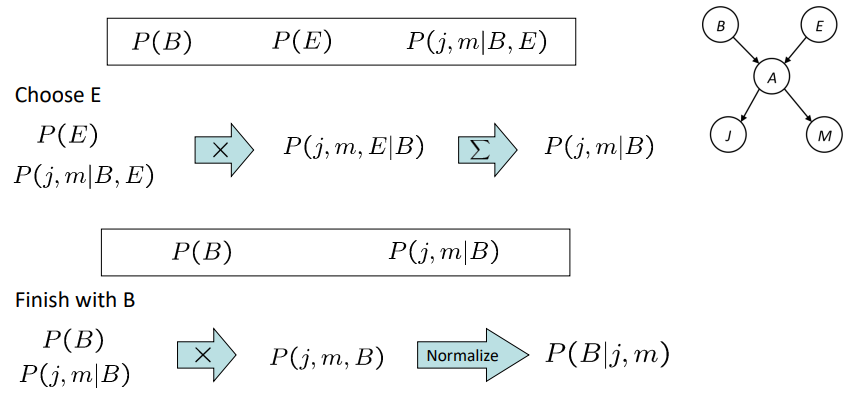 P(B) P(E) P(j, m|B, E)
B E
A
J M
Choose E
P(E)
P(j, m|B, E)
× P(j, m, E|B) Σ P(j, m|B)
P(B) P(j, m|B)
Finish with B
P(B)
P(j, m|B)
× P(j, m, B) Normalize P(B|j, m)